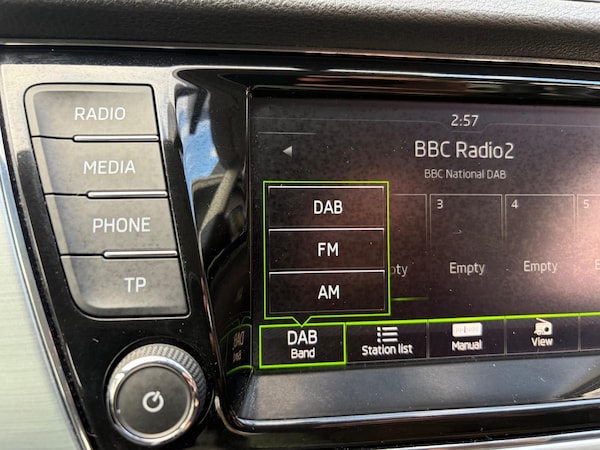 RADIO
MEDIA
PHONE
TP
2:57
BBC Radio2
BBC National DAB
DAB
FM
AM
3
4
5
pty
Empty
Empty
DAB
Band
Station list
Manual
View